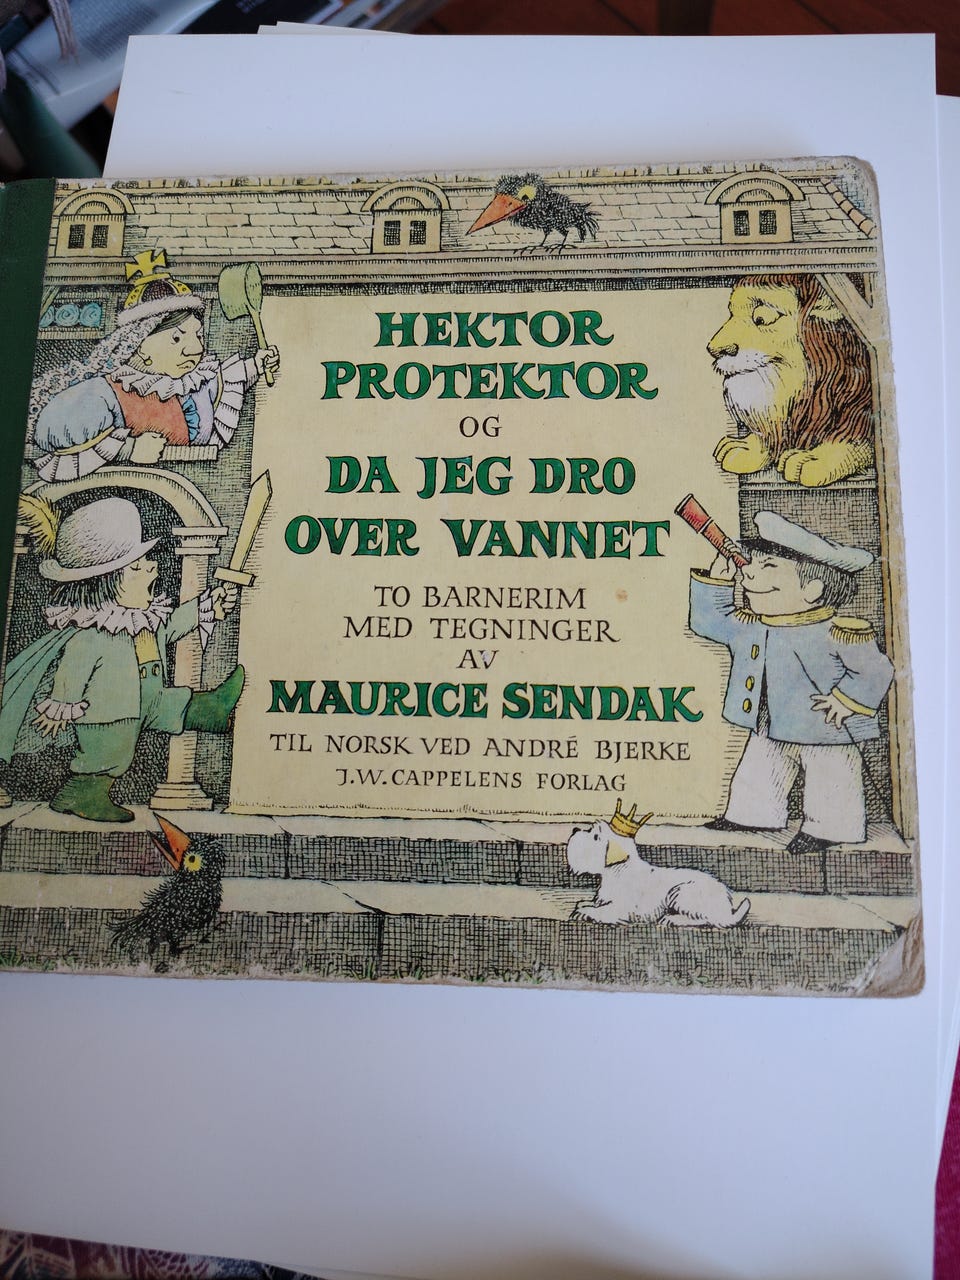 HEKTOR
PROTEKTOR
OG
DA JEG DRO
OVER VANNET
TO BARNERIM
MED TEGNINGER
AV
MAURICE SENDAK
TIL NORSK VED ANDRÉ BJERKE
J.W. CAPPELENS FORLAG